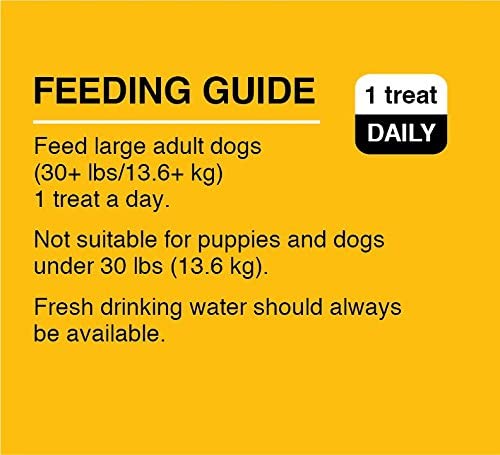 FEEDING GUIDE
1 treat
DAILY
Feed large adult dogs
(30+ lbs/13.6+ kg)
1 treat a day.
Not suitable for puppies and dogs
under 30 lbs (13.6 kg).
Fresh drinking water should always
be available.